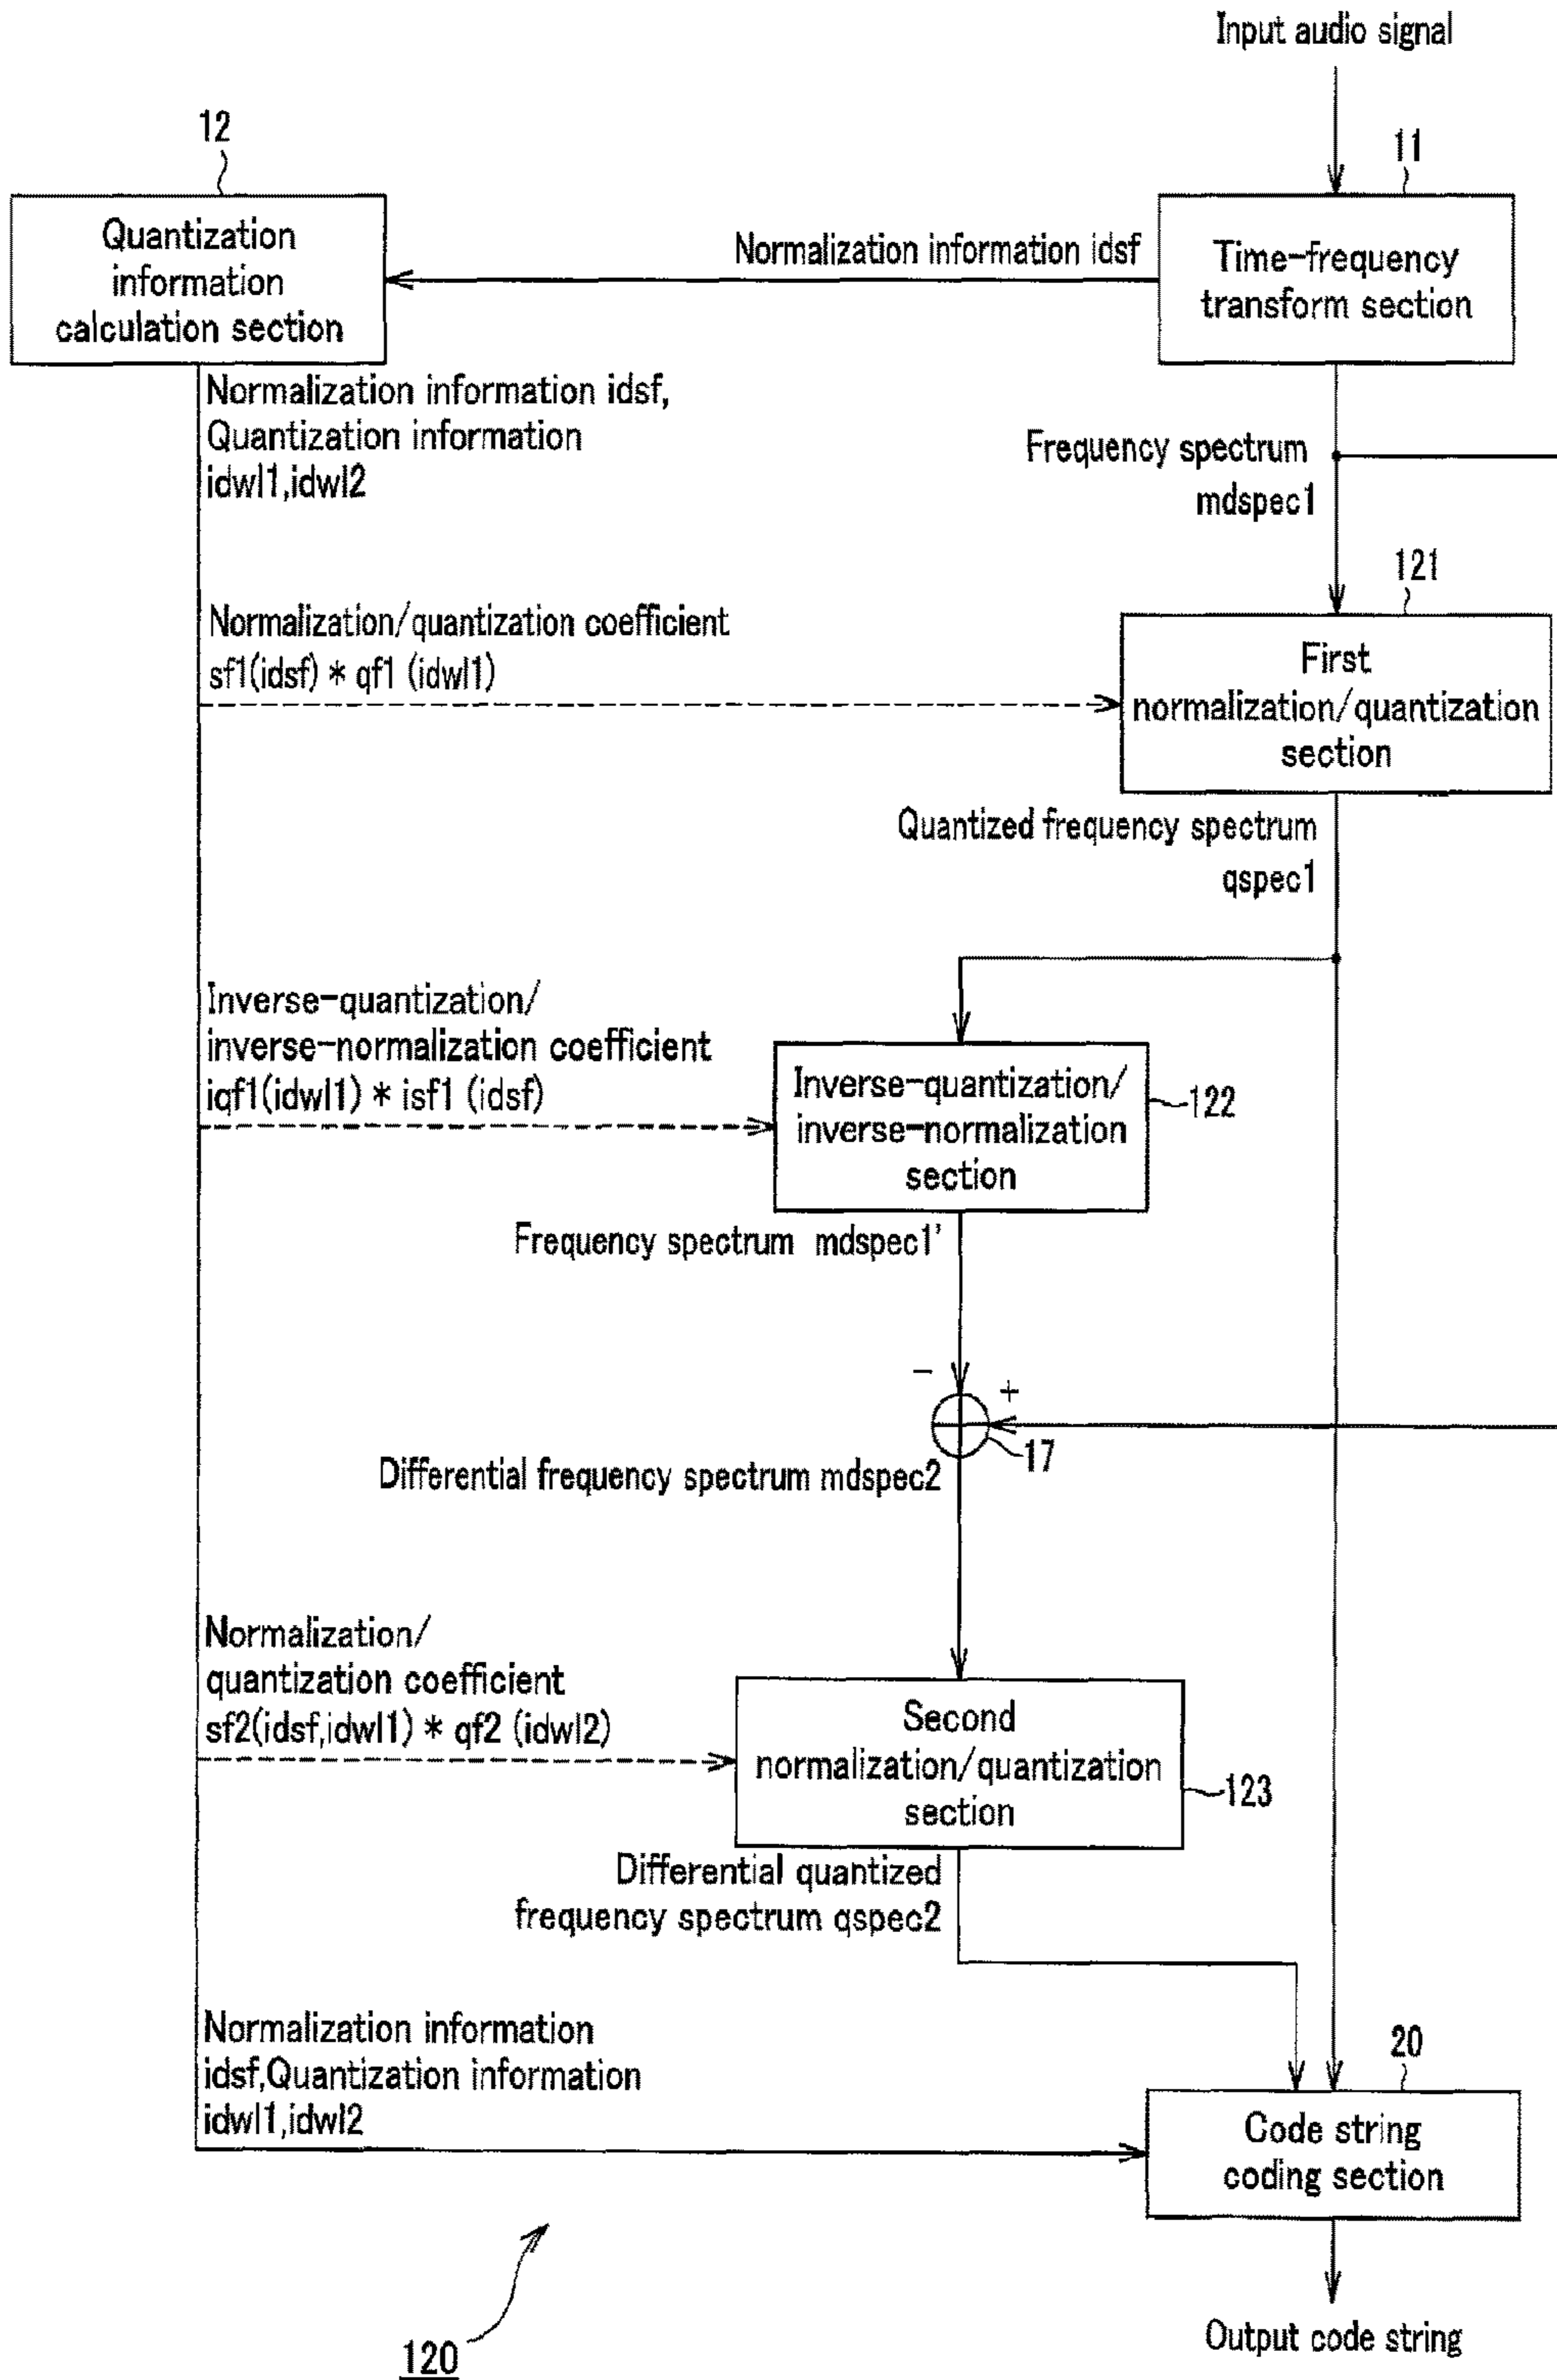 Input audio signal
12
11
Quantization
information
calculation section
Normalization information idsf
Time-frequency
transform section
Normalization information idsf,
Quantization information
idwl1,idwl2
Frequency spectrum
mdspec1
121
Normalization/quantization coefficient
sf1(idsf) * qf1 (idwl1)
First
normalization/quantization
section
Quantized frequency spectrum
qspec1
Inverse-quantization/
inverse-normalization coefficient
iqf1(idwl1) * isf1 (idsf)
Inverse-quantization/
inverse-normalization
section
122
Frequency spectrum mdspec1'
- +
17
Differential frequency spectrum mdspec2
Normalization/
quantization coefficient
sf2(idsf,idwl1) * qf2 (idwl2)
Second
normalization/quantization
section
123
Differential quantized
frequency spectrum qspec2
Normalization information
idsf,Quantization information
idwl1,idwl2
20
Code string
coding section
120
Output code string